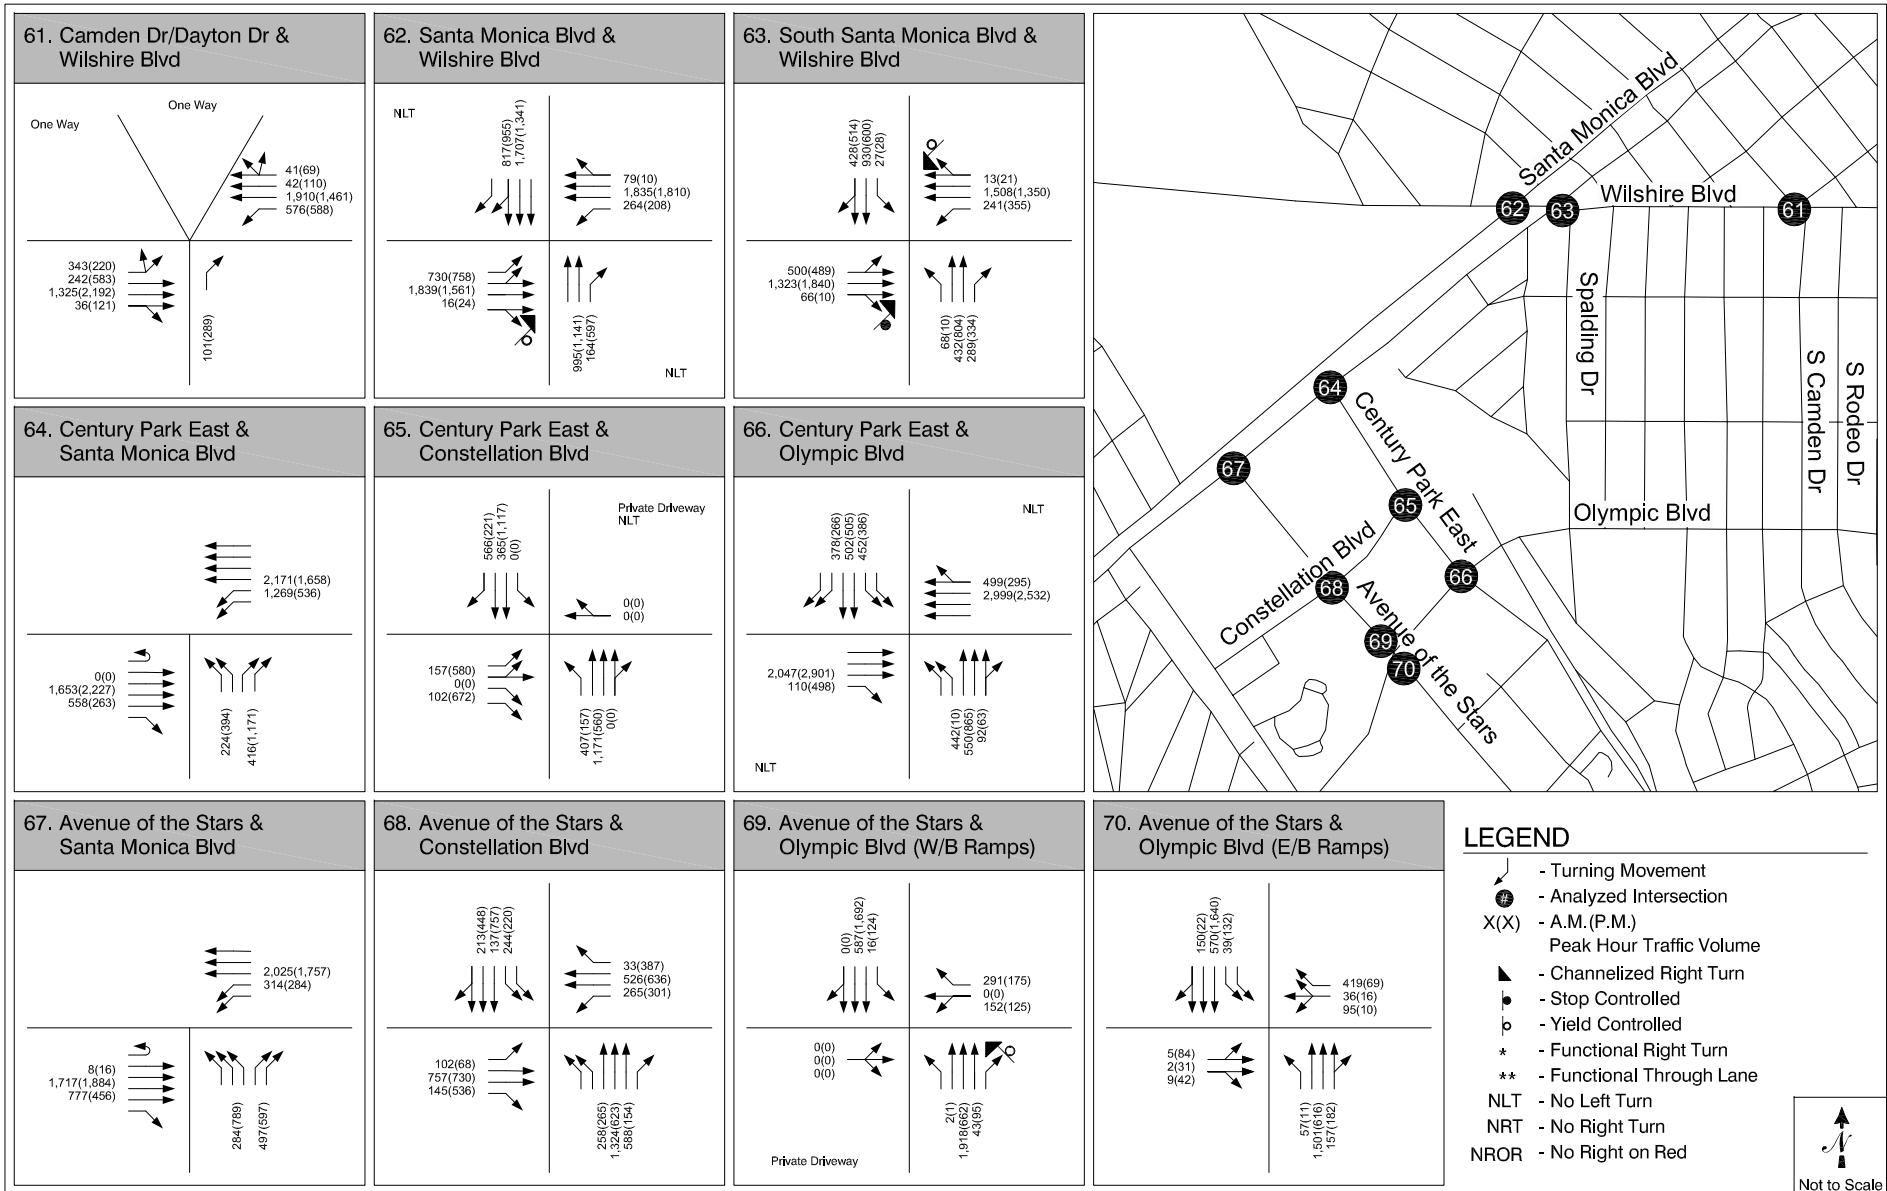 61. Camden Dr/Dayton Dr &
Wilshire Blvd
One Way
One Way
41(69)
42(110)
1,910(1,461)
576(588)
343(220)
242(583)
1,325(2,192)
36(121)
101(289)
62. Santa Monica Blvd &
Wilshire Blvd
NLT
817(955)
1,707(1,341)
79(10)
1,835(1,810)
264(208)
730(758)
1,839(1,561)
16(24)
995(1,141)
164(597)
NLT
63. South Santa Monica Blvd &
Wilshire Blvd
428(514)
930(600)
27(28)
13(21)
1,508(1,350)
241(355)
500(489)
1,323(1,840)
66(10)
68(10)
432(804)
289(334)
64. Century Park East &
Santa Monica Blvd
2,171(1,658)
1,269(536)
0(0)
1,653(2,227)
558(263)
224(394)
416(1,171)
65. Century Park East &
Constellation Blvd
566(221)
365(1,117)
0(0)
Private Driveway
NLT
0(0)
0(0)
157(580)
0(0)
102(672)
407(157)
1,171(560)
0(0)
66. Century Park East &
Olympic Blvd
378(266)
502(505)
452(386)
NLT
499(295)
2,999(2,532)
2,047(2,901)
110(498)
442(10)
550(865)
92(63)
NLT
67. Avenue of the Stars &
Santa Monica Blvd
2,025(1,757)
314(284)
8(16)
1,717(1,884)
777(456)
284(789)
497(597)
68. Avenue of the Stars &
Constellation Blvd
213(448)
137(757)
244(220)
33(387)
526(636)
265(301)
102(68)
757(730)
145(536)
258(265)
1,324(623)
588(154)
69. Avenue of the Stars &
Olympic Blvd (W/B Ramps)
0(0)
587(1,692)
16(124)
291(175)
0(0)
152(125)
0(0)
0(0)
0(0)
2(1)
1,918(662)
43(95)
Private Driveway
70. Avenue of the Stars &
Olympic Blvd (E/B Ramps)
150(22)
570(1,640)
39(132)
419(69)
36(16)
95(10)
5(84)
2(31)
9(42)
57(11)
1,501(616)
157(182)
Santa Monica Blvd
Wilshire Blvd
62
63
61
Spalding Dr
S Camden Dr
S Rodeo Dr
64
Century Park East
67
65
Olympic Blvd
Constellation Blvd
66
68
Avenue of the Stars
69
70
LEGEND
- Turning Movement
# - Analyzed Intersection
X(X) - A.M.(P.M.)
Peak Hour Traffic Volume
- Channelized Right Turn
- Stop Controlled
- Yield Controlled
* - Functional Right Turn
** - Functional Through Lane
NLT - No Left Turn
NRT - No Right Turn
NROR - No Right on Red
N
Not to Scale